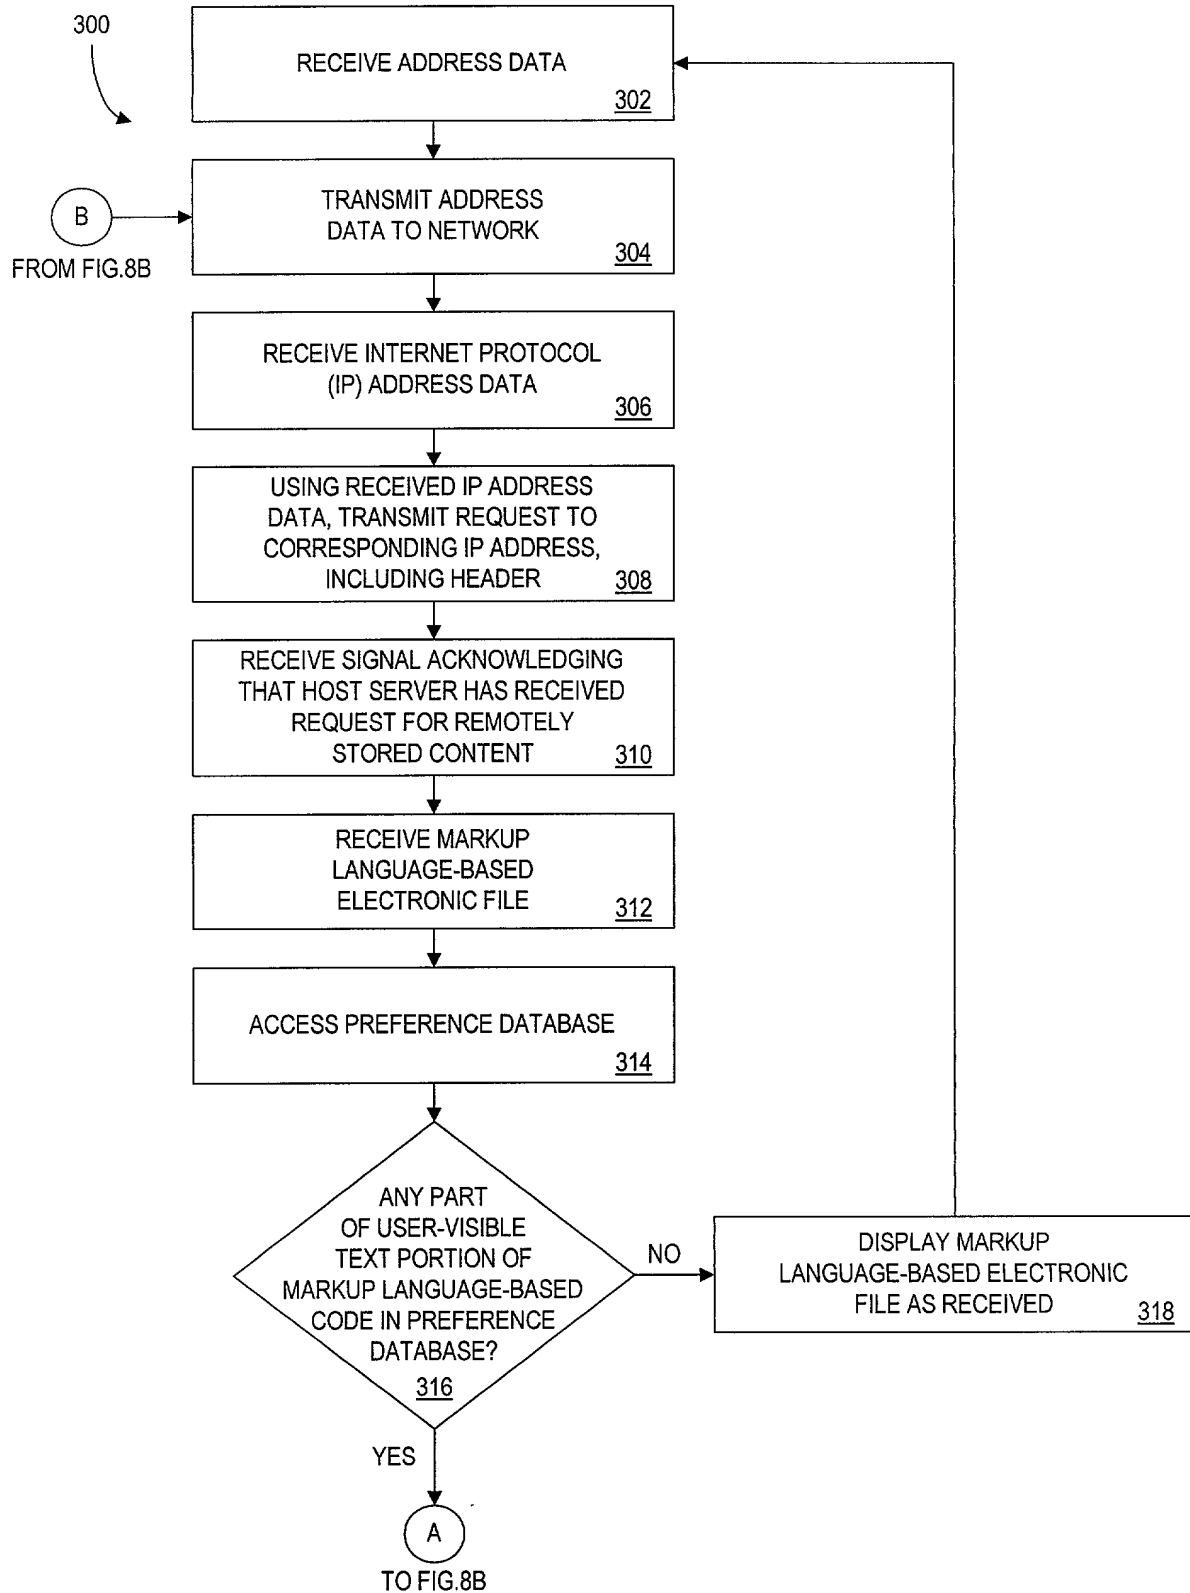 300
RECEIVE ADDRESS DATA
302
TRANSMIT ADDRESS
DATA TO NETWORK
304
B
FROM FIG.8B
RECEIVE INTERNET PROTOCOL
(IP) ADDRESS DATA
306
USING RECEIVED IP ADDRESS
DATA, TRANSMIT REQUEST TO
CORRESPONDING IP ADDRESS,
INCLUDING HEADER
308
RECEIVE SIGNAL ACKNOWLEDGING
THAT HOST SERVER HAS RECEIVED
REQUEST FOR REMOTELY
STORED CONTENT
310
RECEIVE MARKUP
LANGUAGE-BASED
ELECTRONIC FILE
312
ACCESS PREFERENCE DATABASE
314
ANY PART
OF USER-VISIBLE
TEXT PORTION OF
MARKUP LANGUAGE-BASED
CODE IN PREFERENCE
DATABASE?
316
NO
DISPLAY MARKUP
LANGUAGE-BASED ELECTRONIC
FILE AS RECEIVED
318
YES
A
TO FIG.8B